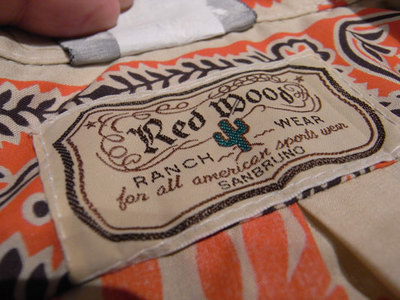 Red Wood
RANCH WEAR
for all american sports wear
SANBRUNO